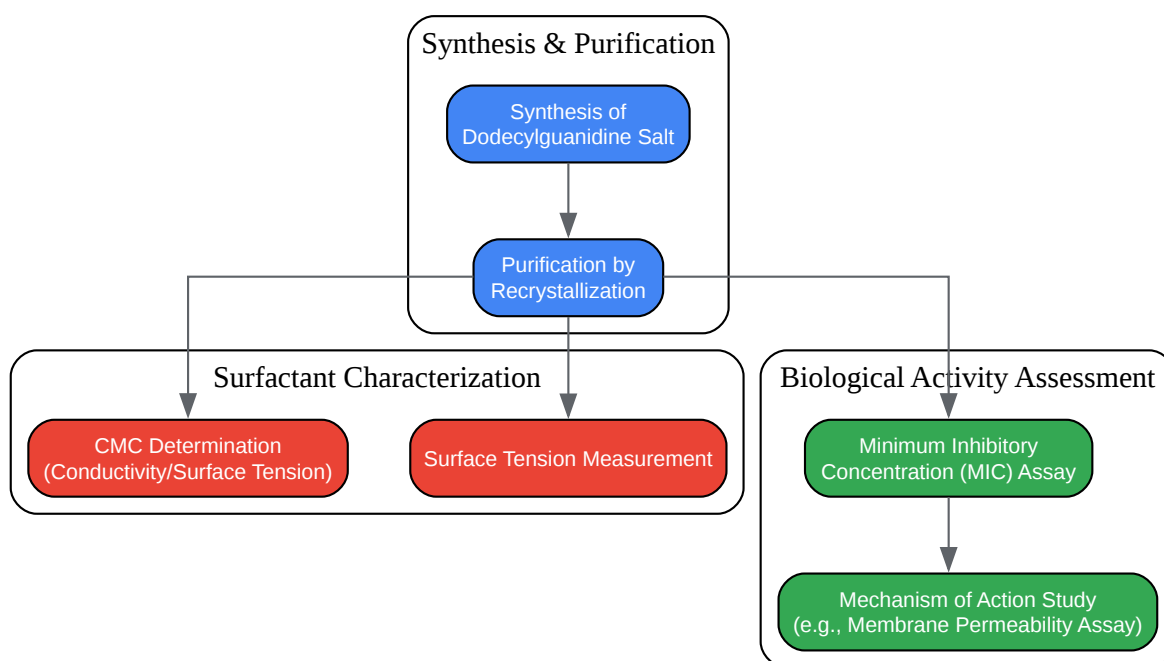 Synthesis & Purification
Synthesis of
Dodecylguanidine Salt
Purification by
Recrystallization
Surfactant Characterization
CMC Determination
(Conductivity/Surface Tension)
Surface Tension Measurement
Biological Activity Assessment
Minimum Inhibitory
Concentration (MIC) Assay
Mechanism of Action Study
(e.g., Membrane Permeability Assay)